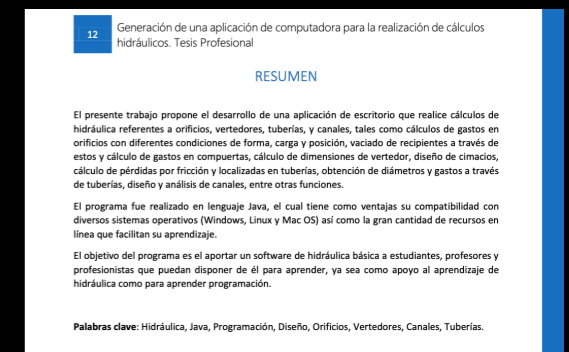 12
Generación de una aplicación de computadora para la realización de cálculos
hidráulicos. Tesis Profesional
RESUMEN
El presente trabajo propone el desarrollo de una aplicación de escritorio que realice cálculos de
hidráulica referentes a orificios, vertedores, tuberías, y canales, tales como cálculos de gastos en
orificios con diferentes condiciones de forma, carga y posición, vaciado de recipientes a través de
estos y cálculo de gastos en compuertas, cálculo de dimensiones de vertedor, diseño de cimacios,
cálculo de pérdidas por fricción y localizadas en tuberías, obtención de diámetros y gastos a través
de tuberías, diseño y análisis de canales, entre otras funciones.
El programa fue realizado en lenguaje Java, el cual tiene como ventajas su compatibilidad con
diversos sistemas operativos (Windows, Linux y Mac OS) así como la gran cantidad de recursos en
línea que facilitan su aprendizaje.
El objetivo del programa es el aportar un software de hidráulica básica a estudiantes, profesores y
profesionistas que puedan disponer de él para aprender, ya sea como apoyo al aprendizaje de
hidráulica como para aprender programación.
Palabras clave: Hidráulica, Java, Programación, Diseño, Orificios, Vertedores, Canales, Tuberías.